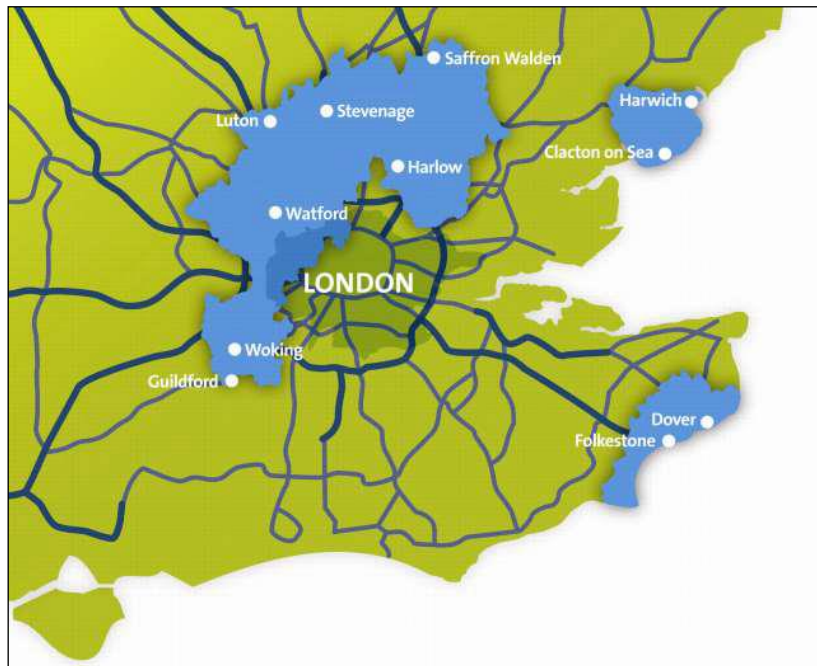 Saffron Walden
Harwich
Stevenage
Luton
Clacton on Sea
Harlow
Watford
LONDON
Woking
Guildford
Dover
Folkestone